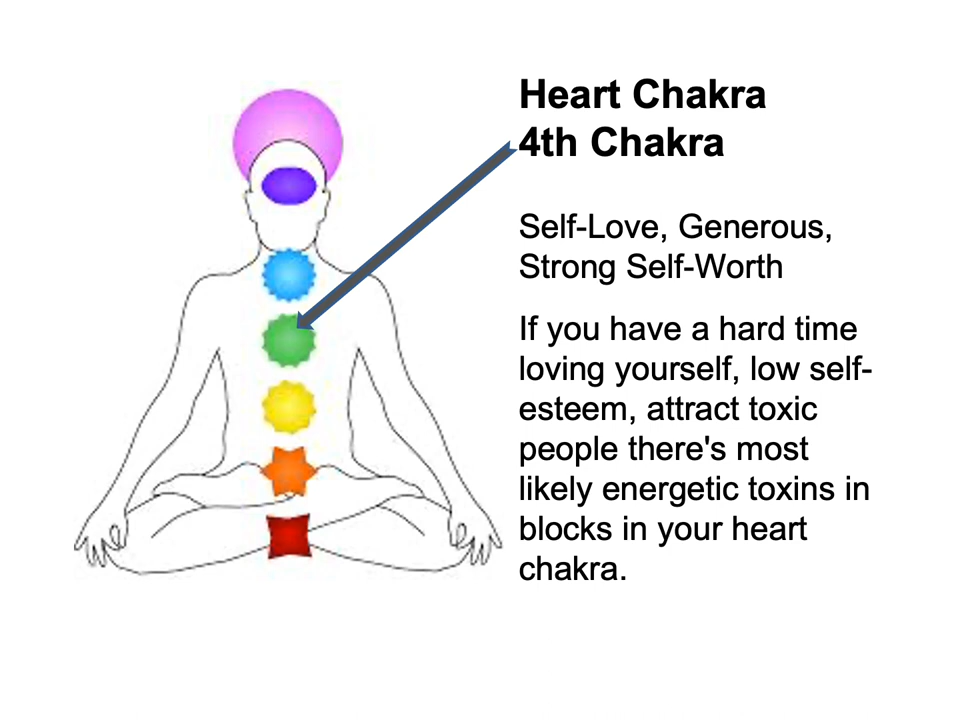 Heart Chakra
4th Chakra
Self-Love, Generous,
Strong Self-Worth
If you have a hard time
loving yourself, low self-
esteem, attract toxic
people there's most
likely energetic toxins in
blocks in your heart
chakra.